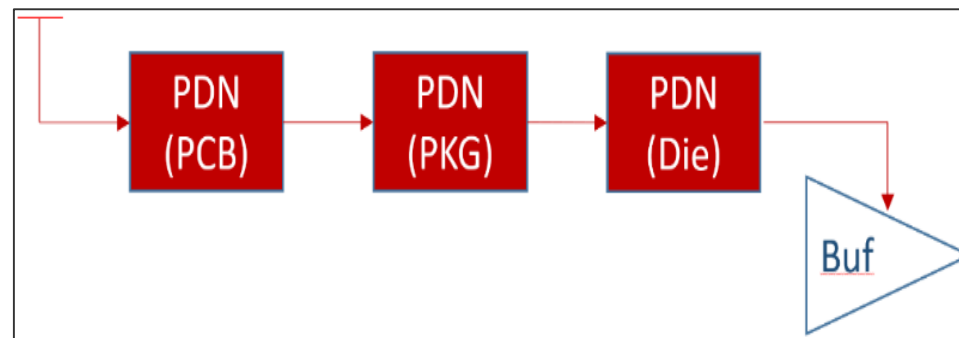 PDN
(PCB)
PDN
(PKG)
PDN
(Die)
Buf